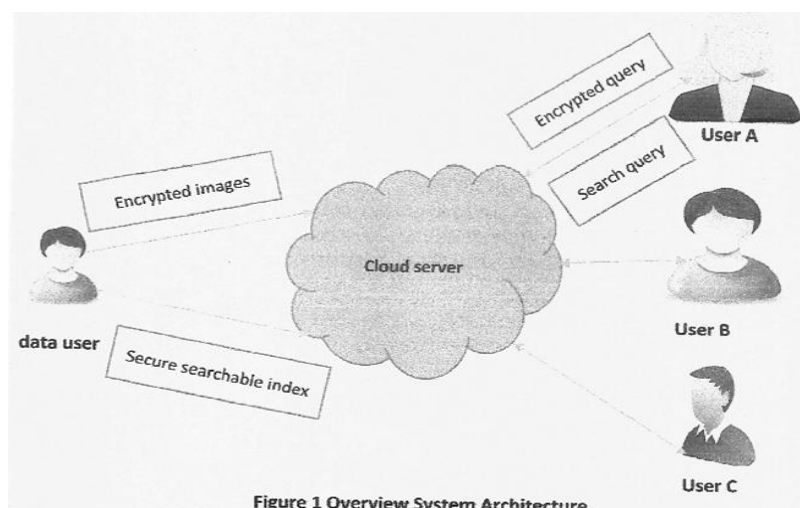 Encrypted query
User A
Encrypted images
Search query
Cloud server
data user
User B
Secure searchable index
User C
Figure 1 Overview System Architecture